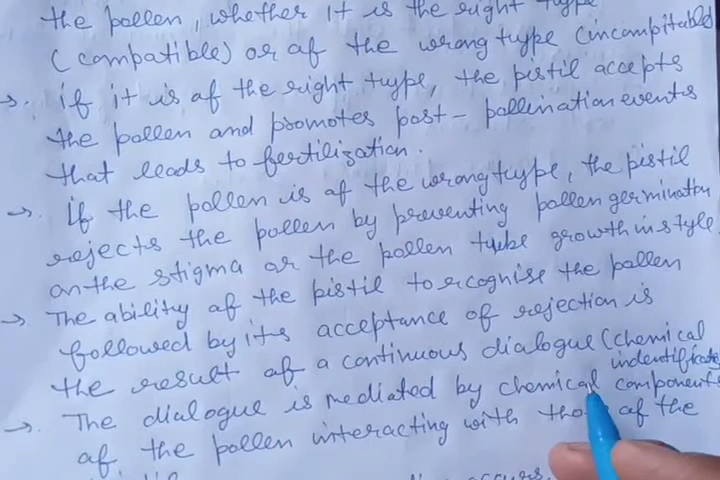 the pollen, whether it is the right type
(compatible) or of the wrong type (incompitable)
→. if it is of the right type, the pistil accepts
the pollen and promotes post - pollination events
that leads to fertilization.
→. If the pollen is of the wrong type, the pistil
rejects the pollen by preventing pollen germination
on the stigma or the pollen tube growth in style.
→ The ability of the pistil to recognise the pollen
followed by its acceptance of rejection is
the result of a continuous dialogue (chemical
indentificate
→. The dialogue is mediated by chemical components
of the pollen interacting with of the
occurs.